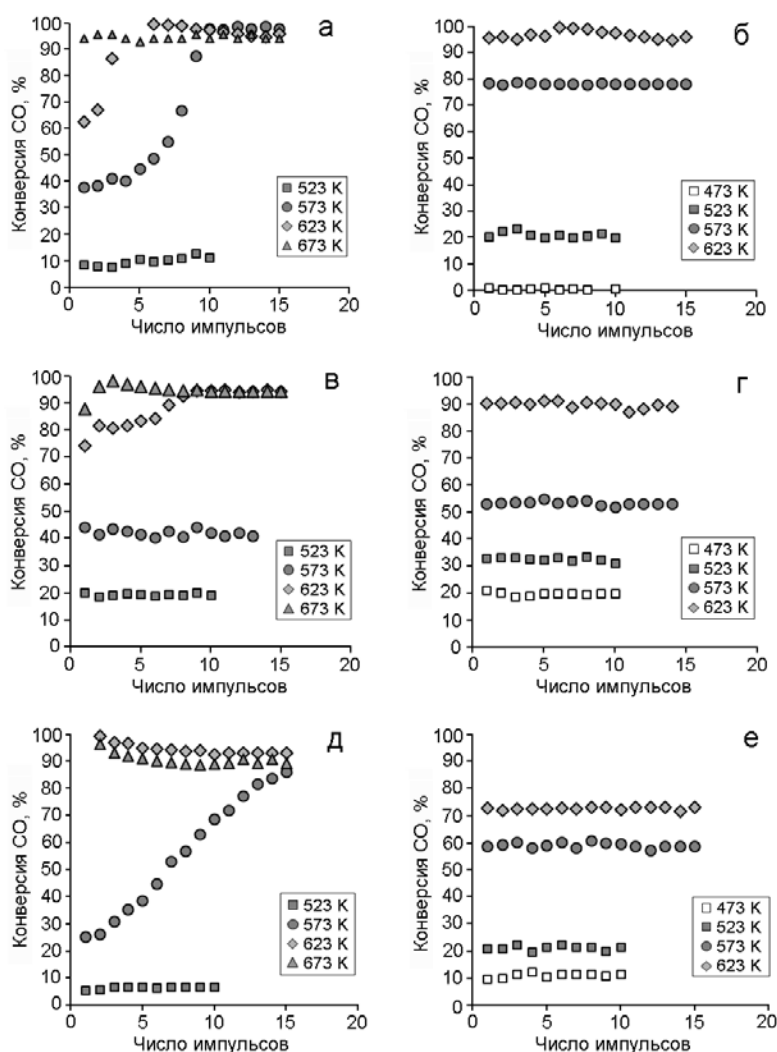 а
Конверсия CO, %
100
90
80
70
60
50
40
30
20
10
0
523 K
573 K
623 K
673 K
0 5 10 15 20
Число импульсов
б
Конверсия CO, %
100
90
80
70
60
50
40
30
20
10
0
473 K
523 K
573 K
623 K
0 5 10 15 20
Число импульсов
в
Конверсия CO, %
100
90
80
70
60
50
40
30
20
10
0
523 K
573 K
623 K
673 K
0 5 10 15 20
Число импульсов
г
Конверсия CO, %
100
90
80
70
60
50
40
30
20
10
0
473 K
523 K
573 K
623 K
0 5 10 15 20
Число импульсов
д
Конверсия CO, %
100
90
80
70
60
50
40
30
20
10
0
523 K
573 K
623 K
673 K
0 5 10 15 20
Число импульсов
е
Конверсия CO, %
100
90
80
70
60
50
40
30
20
10
0
473 K
523 K
573 K
623 K
0 5 10 15 20
Число импульсов